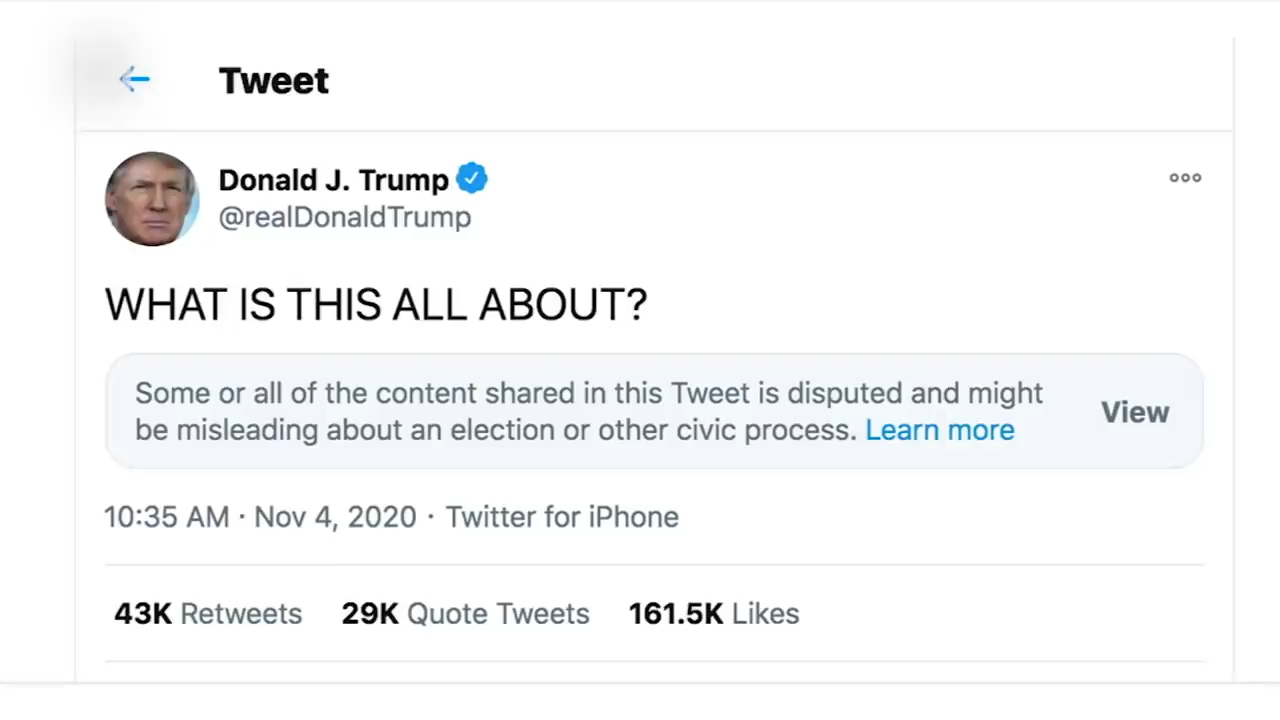 Tweet
Donald J. Trump
@realDonaldTrump
WHAT IS THIS ALL ABOUT?
Some or all of the content shared in this Tweet is disputed and might
be misleading about an election or other civic process. Learn more
View
10:35 AM · Nov 4, 2020 · Twitter for iPhone
43K Retweets 29K Quote Tweets 161.5K Likes